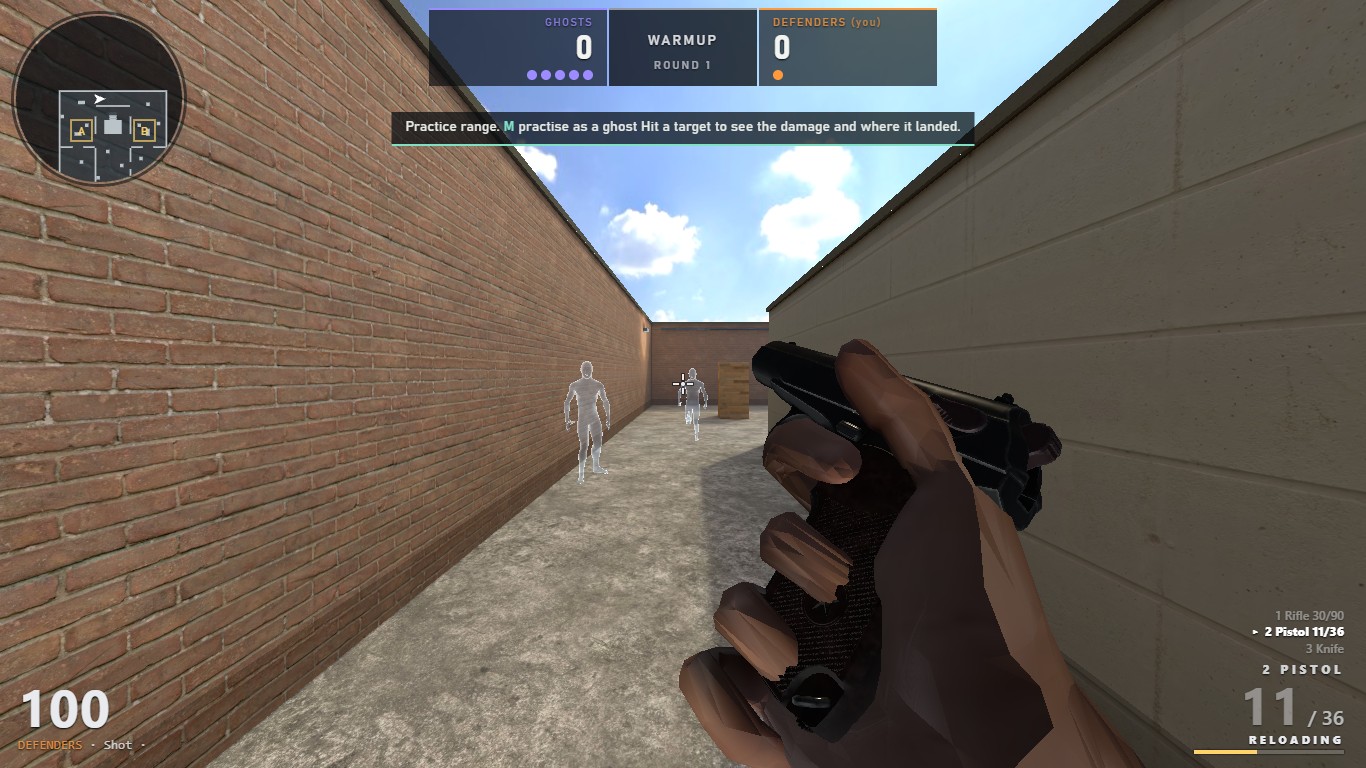 GHOSTS
0
WARMUP
ROUND 1
DEFENDERS (you)
0
Practice range. M practise as a ghost Hit a target to see the damage and where it landed.
A
B
1 Rifle 30/90
▸ 2 Pistol 11/36
3 Knife
2 PISTOL
11 / 36
RELOADING
100
DEFENDERS · Shot ·